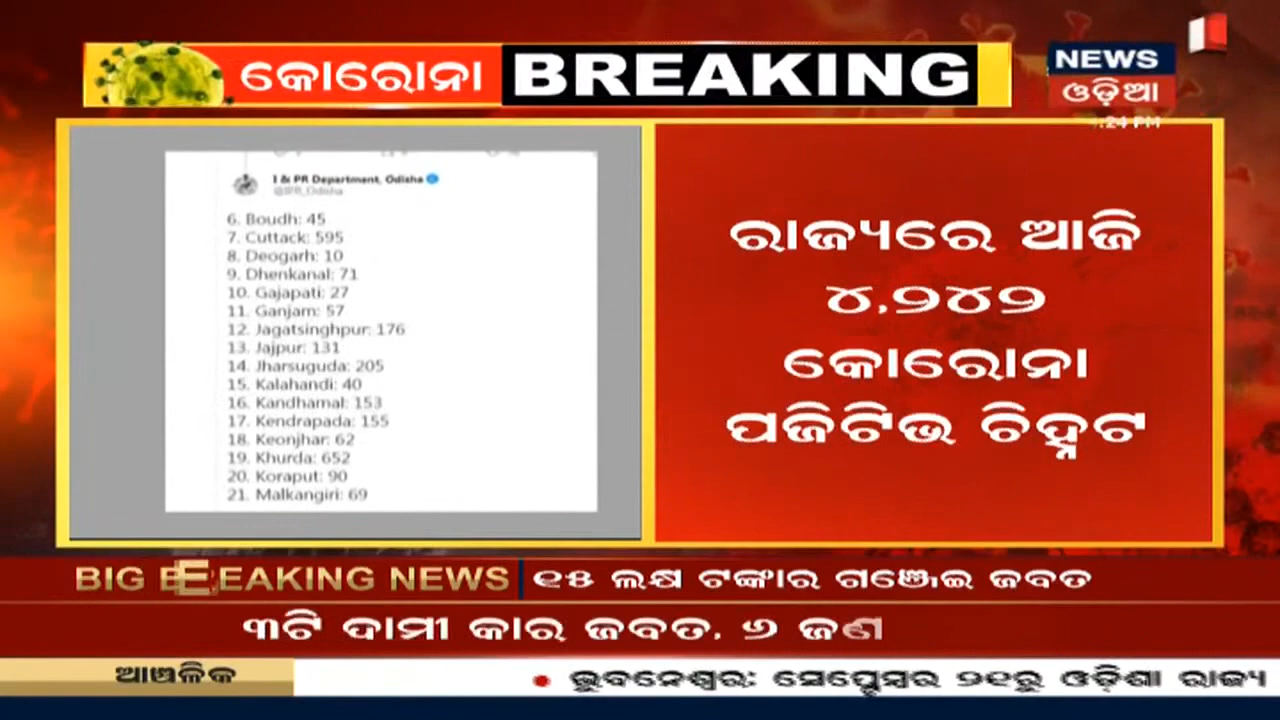 କୋରୋନା BREAKING
NEWS
ଓଡ଼ିଆ
:24 PM
I & PR Department, Odisha
@IPR_Odisha
6. Boudh: 45
7. Cuttack: 595
8. Deogarh: 10
9. Dhenkanal: 71
10. Gajapati: 27
11. Ganjam: 57
12. Jagatsinghpur: 176
13. Jajpur: 131
14. Jharsuguda: 205
15. Kalahandi: 40
16. Kandhamal: 153
17. Kendrapada: 155
18. Keonjhar: 62
19. Khurda: 652
20. Koraput: 90
21. Malkangiri: 69
ରାଜ୍ୟରେ ଆଜି
୪,୨୪୨
କୋରୋନା
ପଜିଟିଭ ଚିହ୍ନଟ
BIG BREAKING NEWS ୧୫ ଲକ୍ଷ ଟଙ୍କାର ଗଞ୍ଜେଇ ଜବତ
୩ଟି ଦାମୀ କାର ଜବତ, ୬ ଜଣ
ଆଞ୍ଚଳିକ
• ଭୁବନେଶ୍ୱର: ସେପ୍ଟେମ୍ବର ୨୧ରୁ ଓଡ଼ିଶା ରାଜ୍ୟ